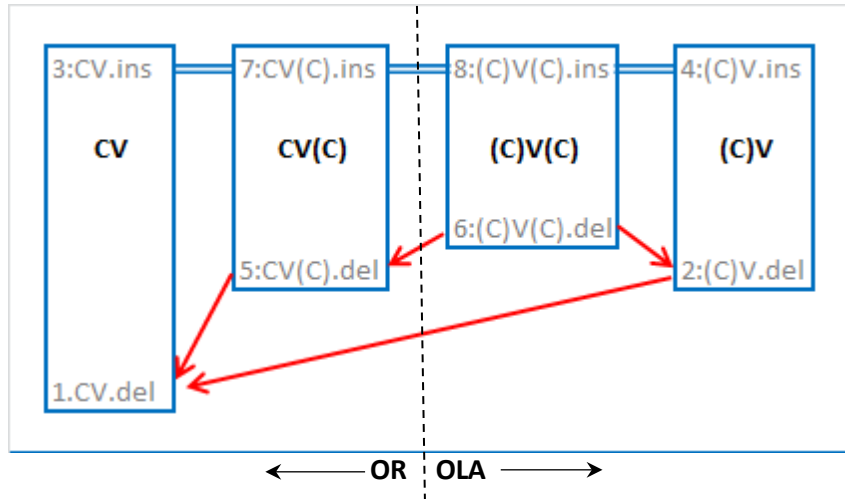 3:CV.ins 7:CV(C).ins 8:(C)V(C).ins 4:(C)V.ins
CV CV(C) (C)V(C) (C)V
6:(C)V(C).del
5:CV(C).del 2:(C)V.del
1.CV.del
OR OLA